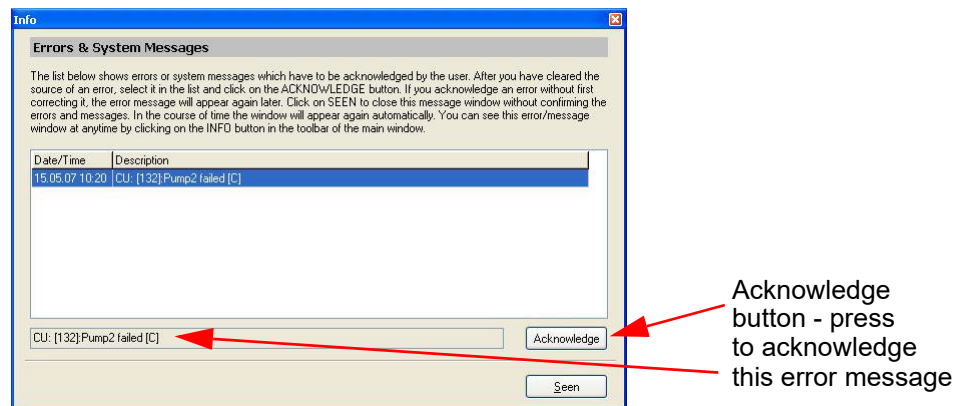 Info
Errors & System Messages
The list below shows errors or system messages which have to be acknowledged by the user. After you have cleared the
source of an error, select it in the list and click on the ACKNOWLEDGE button. If you acknowledge an error without first
correcting it, the error message will appear again later. Click on SEEN to close this message window without confirming the
errors and messages. In the course of time the window will appear again automatically. You can see this error/message
window at anytime by clicking on the INFO button in the toolbar of the main window.
Date/Time Description
15.05.07 10:20 CU: [132]:Pump2 failed [C]
CU: [132]:Pump2 failed [C]
Acknowledge
Seen
Acknowledge
button - press
to acknowledge
this error message